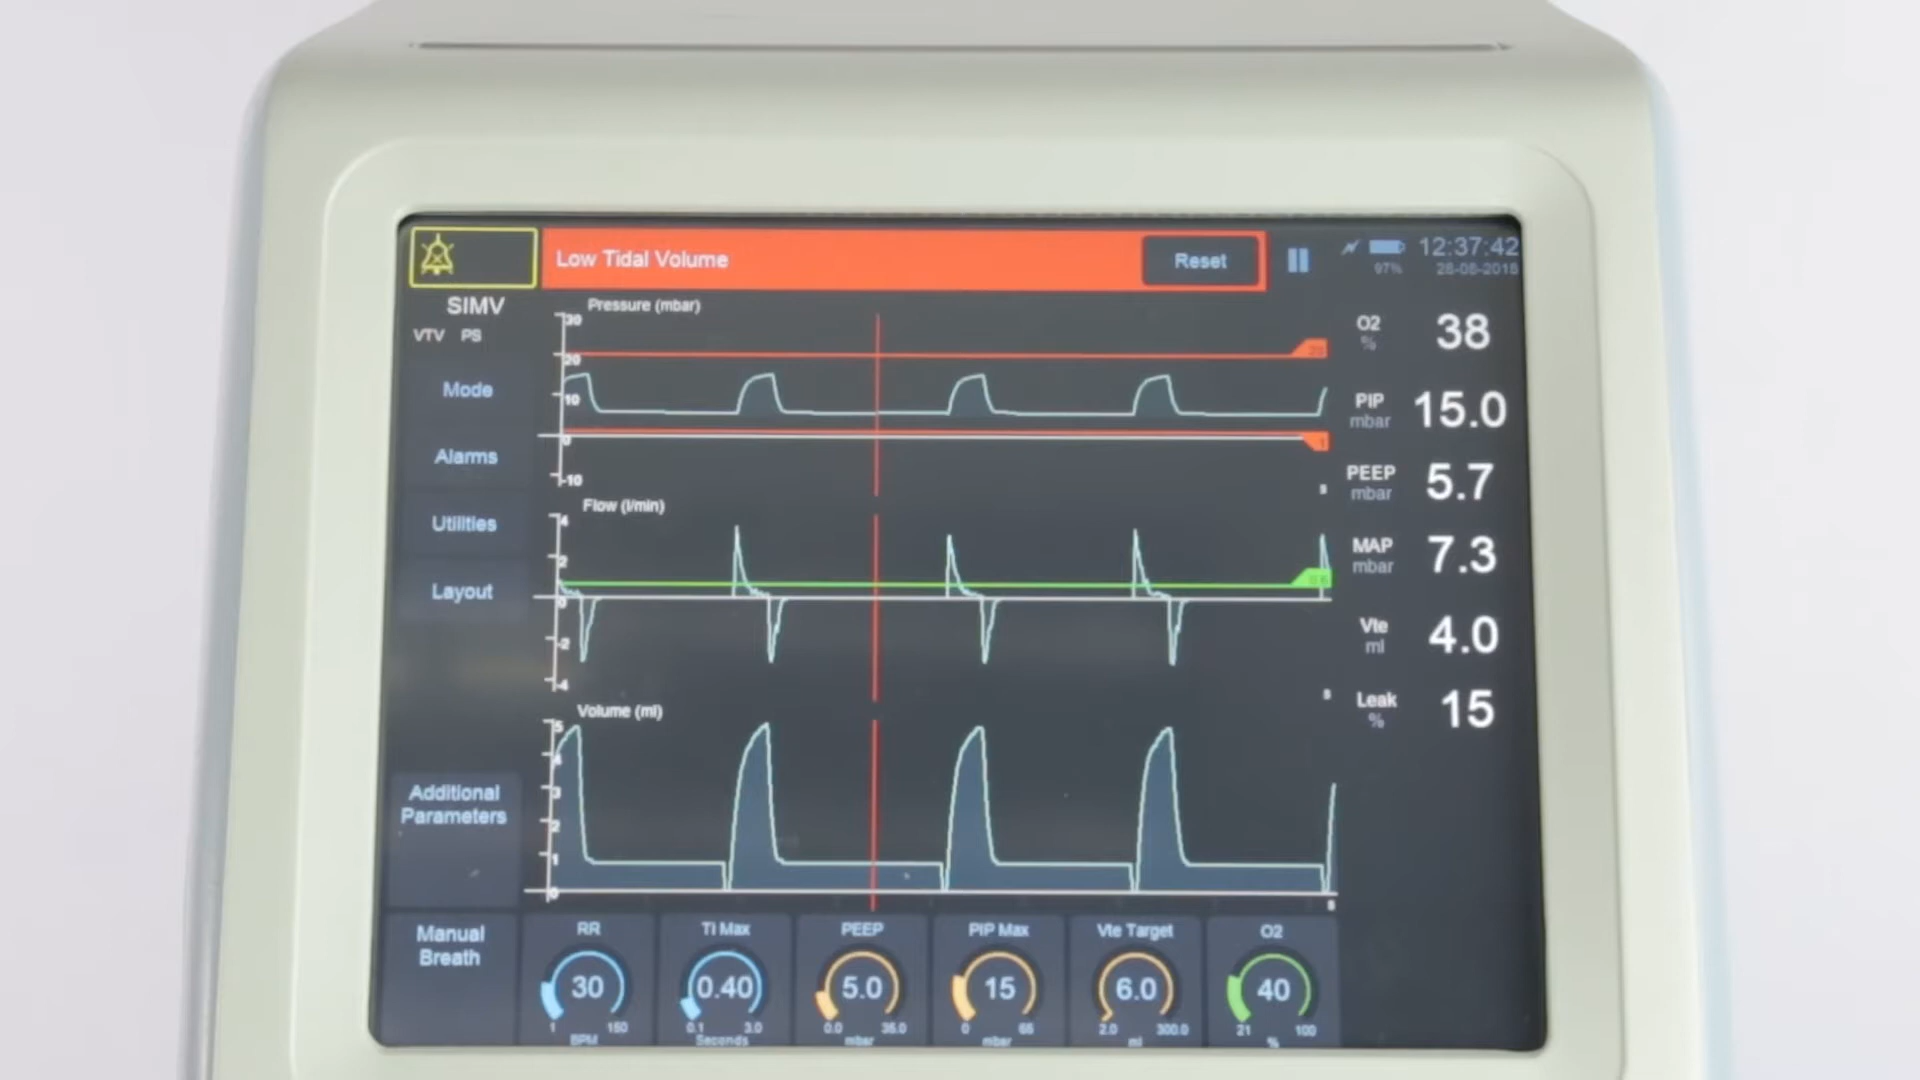 Low Tidal Volume
Reset
12:37:42
97%
SIMV
VTV PS
Mode
Alarms
Utilities
Layout
Additional
Parameters
Manual
Breath
Pressure (mbar)
30
20
10
0
-10
1
Flow (l/min)
4
2
0
-2
-4
s
Volume (ml)
5
4
3
2
1
0
s
O2
%
38
PIP
mbar
15.0
PEEP
mbar
5.7
MAP
mbar
7.3
Vte
ml
4.0
Leak
%
15
RR
30
1 150
BPM
Ti Max
0.40
0.1 3.0
Seconds
PEEP
5.0
0.0 35.0
mbar
PIP Max
15
0 65
mbar
Vte Target
6.0
2.0 300.0
ml
O2
40
21 100
%